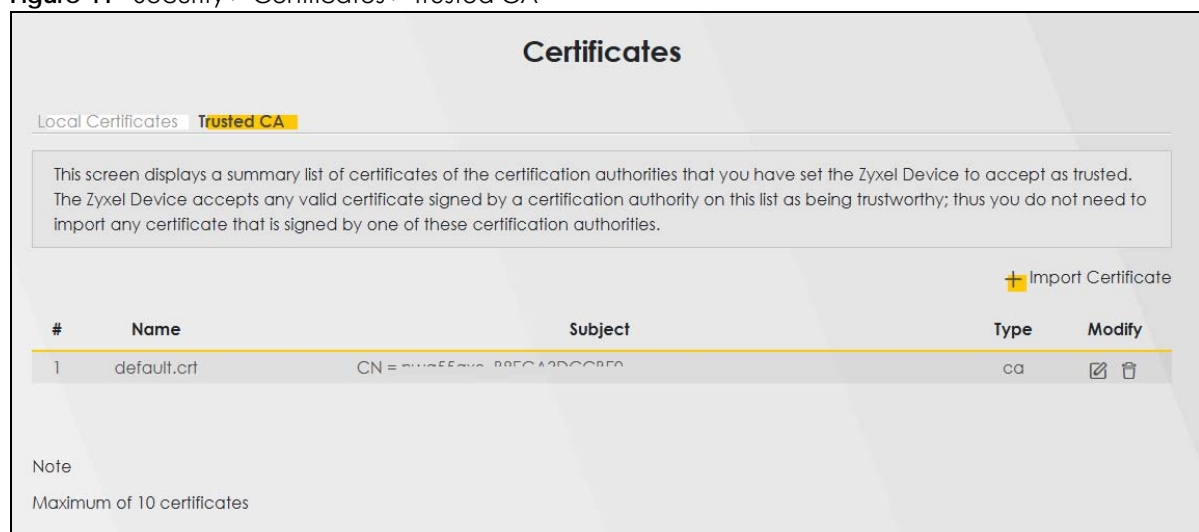 Certificates
Local Certificates Trusted CA
This screen displays a summary list of certificates of the certification authorities that you have set the Zyxel Device to accept as trusted.
The Zyxel Device accepts any valid certificate signed by a certification authority on this list as being trustworthy; thus you do not need to
import any certificate that is signed by one of these certification authorities.
Import Certificate
# Name Subject Type Modify
1 default.crt CN = ca
Note
Maximum of 10 certificates